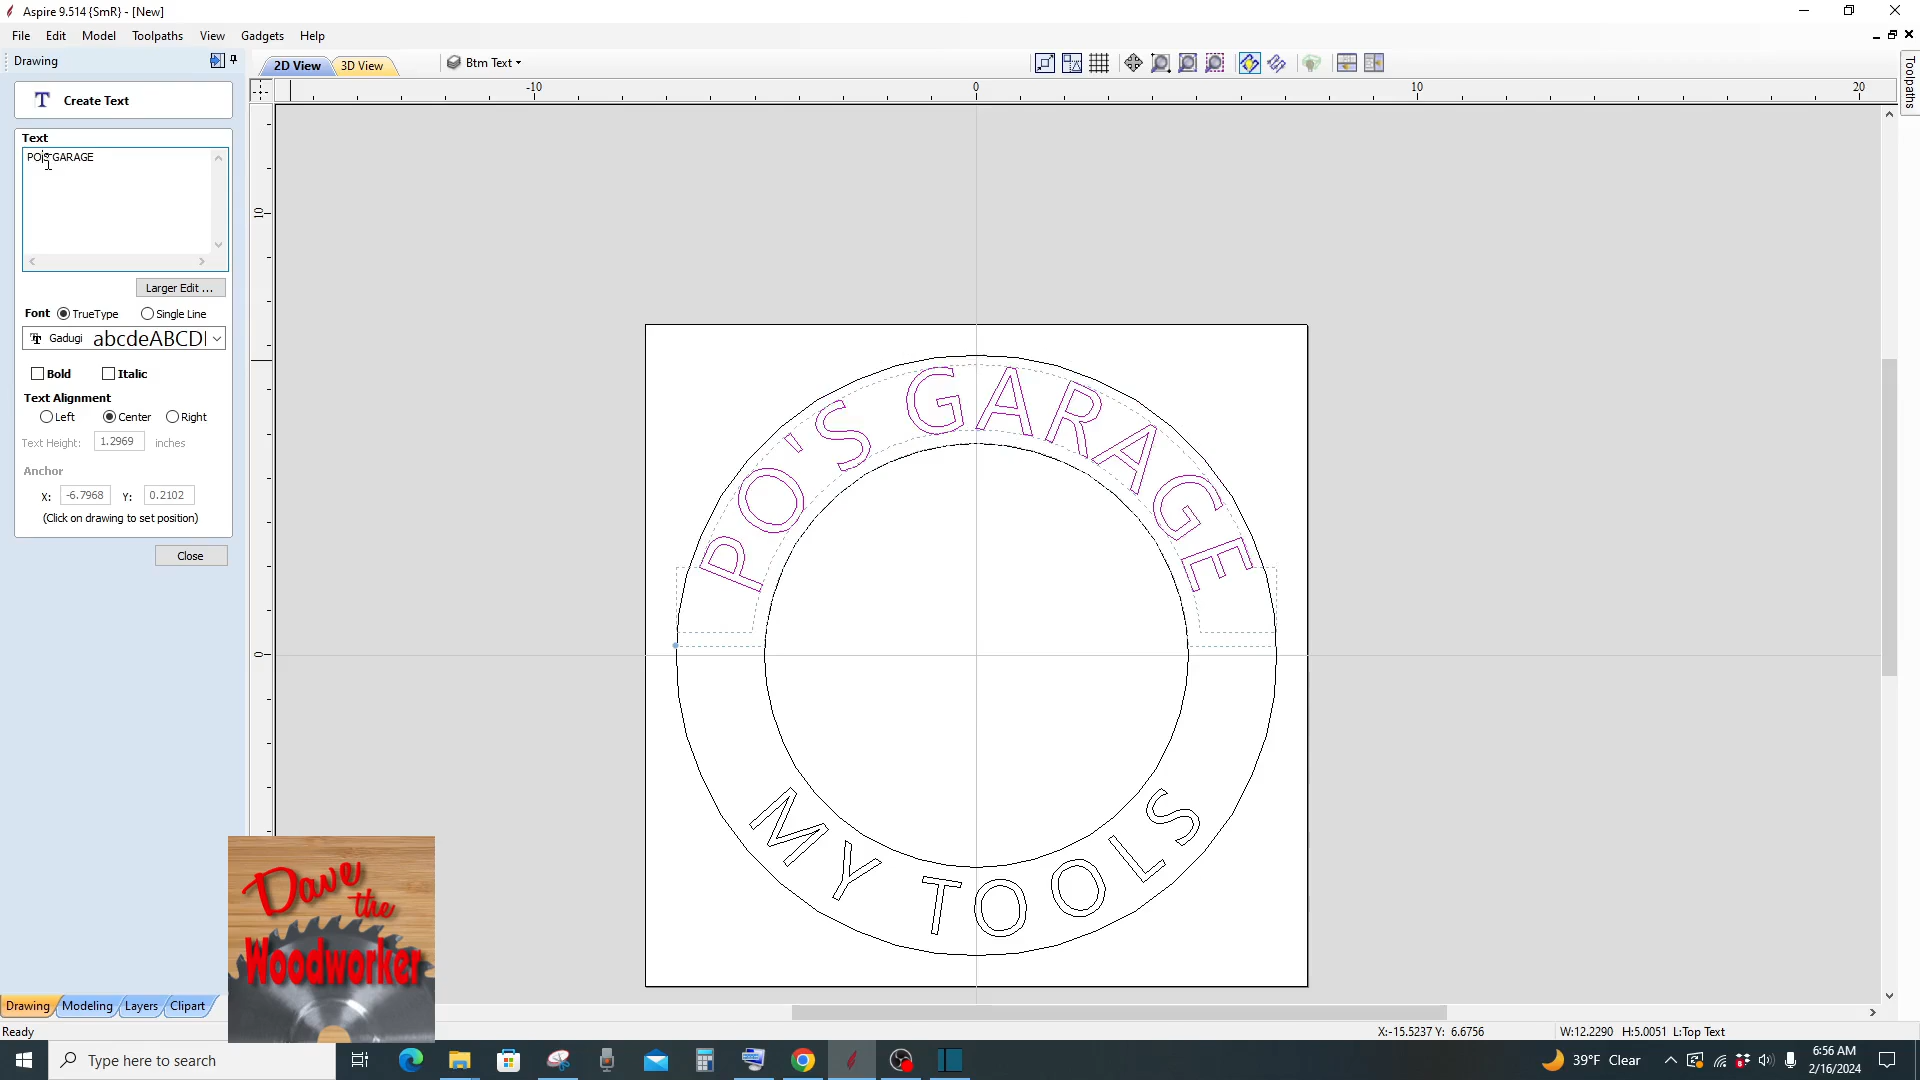 Aspire 9.514 {SmR} - [New]
File Edit Model Toolpaths View Gadgets Help
Drawing
2D View 3D View Btm Text
Toolpaths
-10 0 10 20
Create Text
Text
POS GARAGE
Larger Edit ...
Font TrueType Single Line
Gadugi abcdeABCD
Bold Italic
Text Alignment
Left Center Right
Text Height: 1.2969 inches
Anchor
X: -6.7968 Y: 0.2102
(Click on drawing to set position)
Close
10
0
PO'S GARAGE
MY TOOLS
Dave
the
Woodworker
Drawing Modeling Layers Clipart
Ready
X:-15.5237 Y: 6.6756
W:12.2290 H:5.0051 L:Top Text
Type here to search
39°F Clear
6:56 AM
2/16/2024